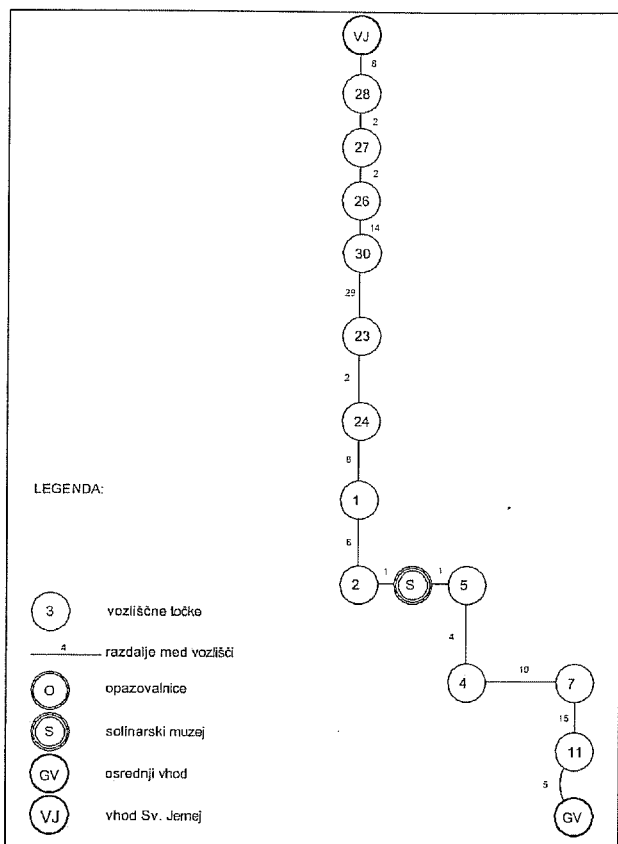 VJ
8
28
2
27
2
26
14
30
29
23
2
24
8
1
6
2 1 S 1 5
4
4 10 7
15
11
5
GV
LEGENDA:
3 vozliščne točke
4 razdalje med vozlišči
O opazovalnice
S solinarski muzej
GV osrednji vhod
VJ vhod Sv. Jernej